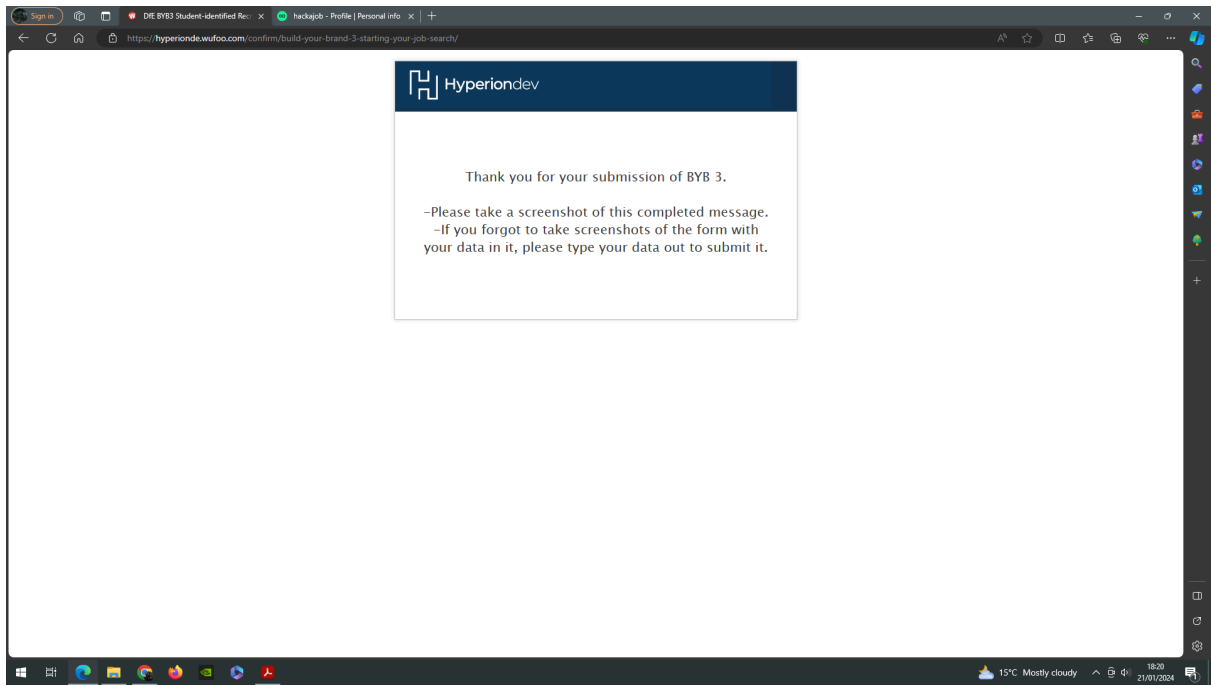 Sign in
DfE BYB3 Student-identified Rec
hackajob - Profile | Personal info
https://hyperionde.wufoo.com/confirm/build-your-brand-3-starting-your-job-search/
Hyperiondev
Thank you for your submission of BYB 3.
-Please take a screenshot of this completed message.
-If you forgot to take screenshots of the form with
your data in it, please type your data out to submit it.
15°C Mostly cloudy
18:20
21/01/2024